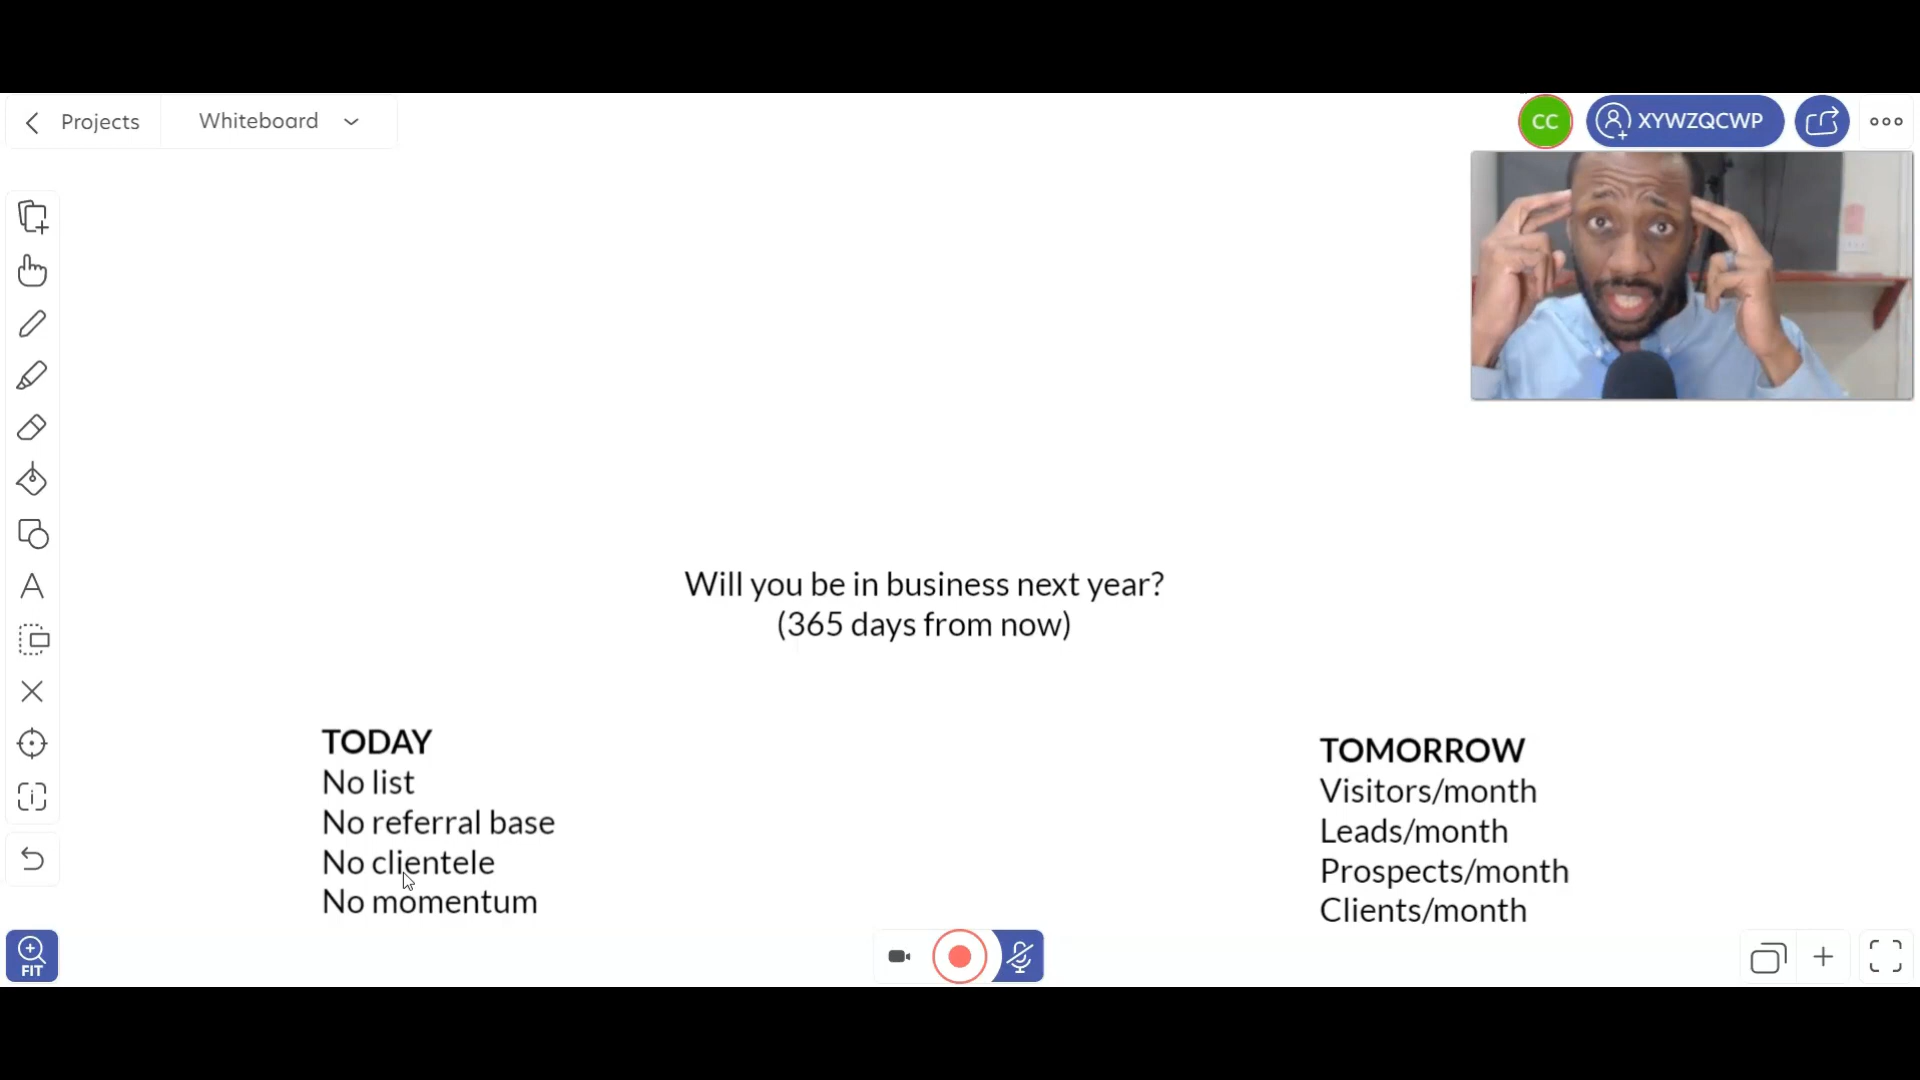 Projects
Whiteboard
CC
XYWZQCWP
A
Will you be in business next year?
(365 days from now)
TODAY
No list
No referral base
No clientele
No momentum
TOMORROW
Visitors/month
Leads/month
Prospects/month
Clients/month
FIT